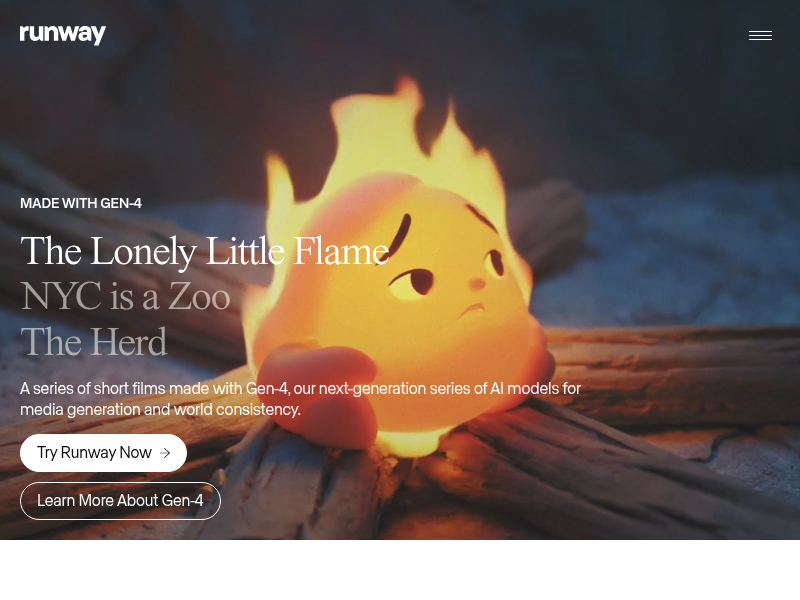 runway
MADE WITH GEN-4
The Lonely Little Flame
NYC is a Zoo
The Herd
A series of short films made with Gen-4, our next-generation series of AI models for
media generation and world consistency.
Try Runway Now →
Learn More About Gen-4